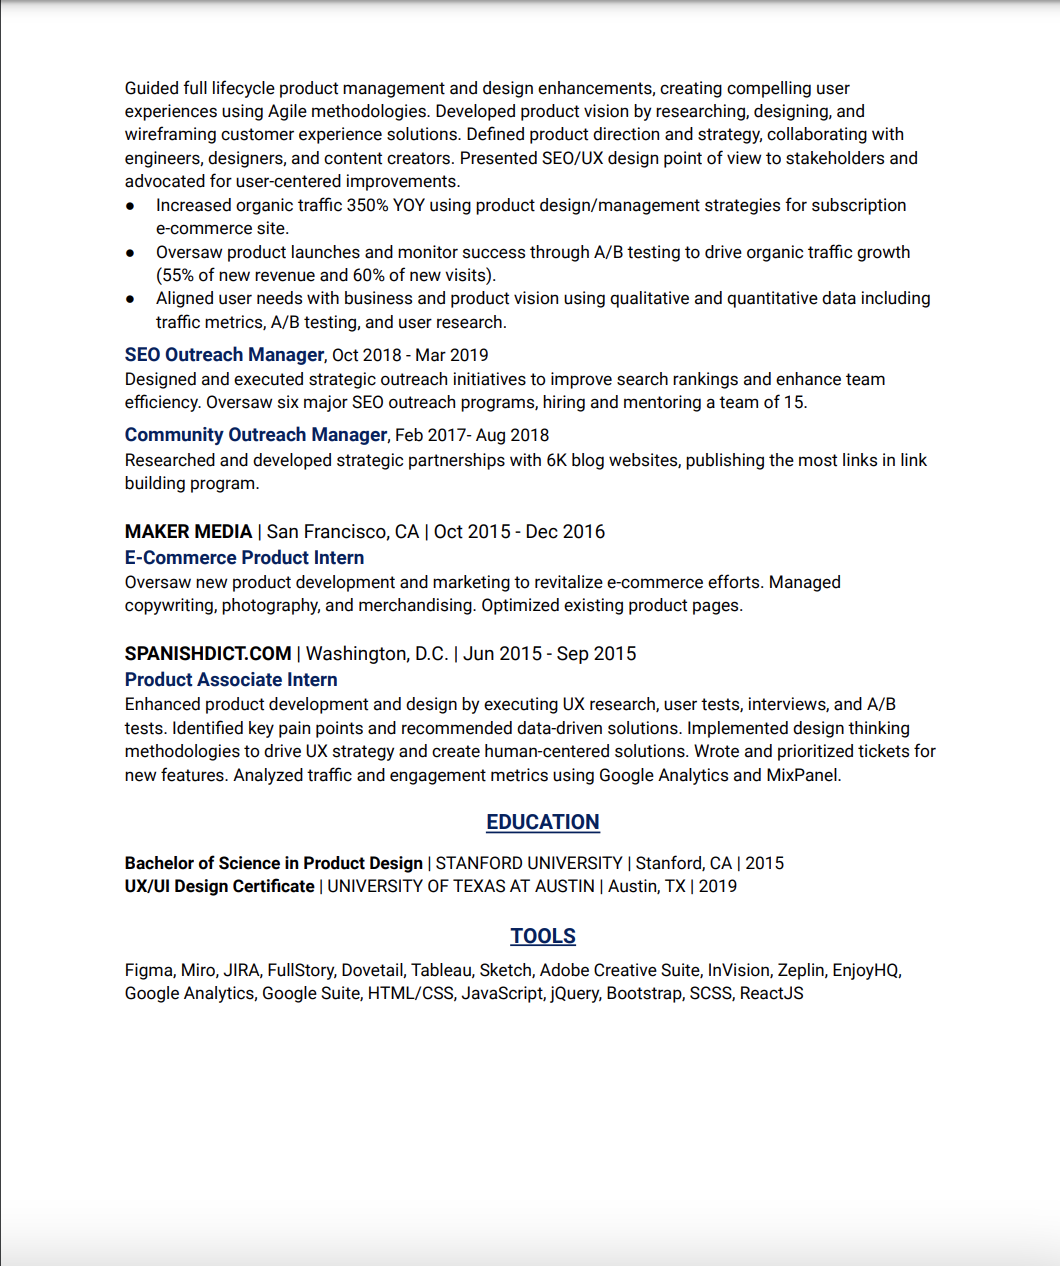 Guided full lifecycle product management and design enhancements, creating compelling user
experiences using Agile methodologies. Developed product vision by researching, designing, and
wireframing customer experience solutions. Defined product direction and strategy, collaborating with
engineers, designers, and content creators. Presented SEO/UX design point of view to stakeholders and
advocated for user-centered improvements.
● Increased organic traffic 350% YOY using product design/management strategies for subscription
e-commerce site.
● Oversaw product launches and monitor success through A/B testing to drive organic traffic growth
(55% of new revenue and 60% of new visits).
● Aligned user needs with business and product vision using qualitative and quantitative data including
traffic metrics, A/B testing, and user research.
SEO Outreach Manager, Oct 2018 - Mar 2019
Designed and executed strategic outreach initiatives to improve search rankings and enhance team
efficiency. Oversaw six major SEO outreach programs, hiring and mentoring a team of 15.
Community Outreach Manager, Feb 2017- Aug 2018
Researched and developed strategic partnerships with 6K blog websites, publishing the most links in link
building program.
MAKER MEDIA | San Francisco, CA | Oct 2015 - Dec 2016
E-Commerce Product Intern
Oversaw new product development and marketing to revitalize e-commerce efforts. Managed
copywriting, photography, and merchandising. Optimized existing product pages.
SPANISHDICT.COM | Washington, D.C. | Jun 2015 - Sep 2015
Product Associate Intern
Enhanced product development and design by executing UX research, user tests, interviews, and A/B
tests. Identified key pain points and recommended data-driven solutions. Implemented design thinking
methodologies to drive UX strategy and create human-centered solutions. Wrote and prioritized tickets for
new features. Analyzed traffic and engagement metrics using Google Analytics and MixPanel.
EDUCATION
Bachelor of Science in Product Design | STANFORD UNIVERSITY | Stanford, CA | 2015
UX/UI Design Certificate | UNIVERSITY OF TEXAS AT AUSTIN | Austin, TX | 2019
TOOLS
Figma, Miro, JIRA, FullStory, Dovetail, Tableau, Sketch, Adobe Creative Suite, InVision, Zeplin, EnjoyHQ,
Google Analytics, Google Suite, HTML/CSS, JavaScript, jQuery, Bootstrap, SCSS, ReactJS